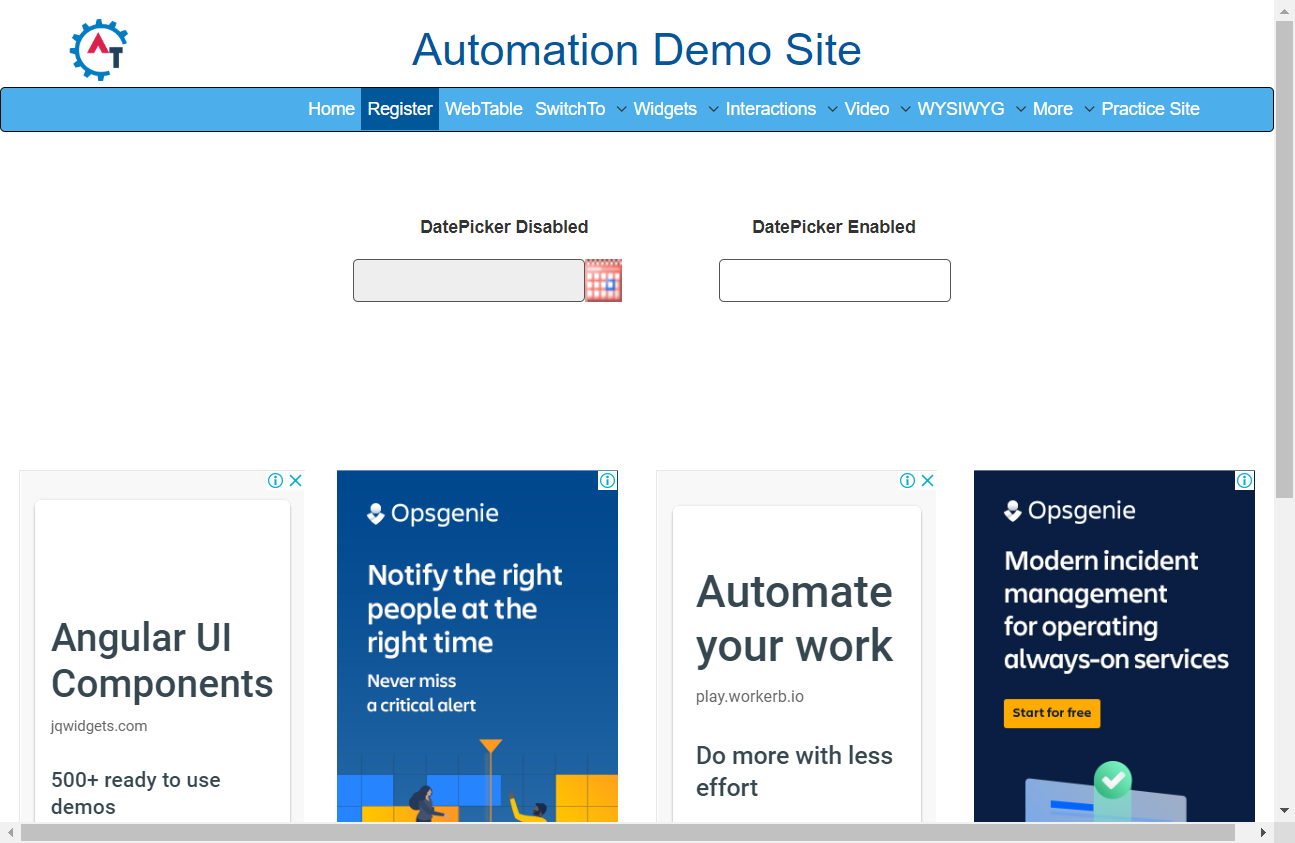 AT
Automation Demo Site
Home Register WebTable SwitchTo Widgets Interactions Video WYSIWYG More Practice Site
DatePicker Disabled
DatePicker Enabled
Angular UI
Components
jqwidgets.com
500+ ready to use
demos
Opsgenie
Notify the right
people at the
right time
Never miss
a critical alert
Automate
your work
play.workerb.io
Do more with less
effort
Opsgenie
Modern incident
management
for operating
always-on services
Start for free